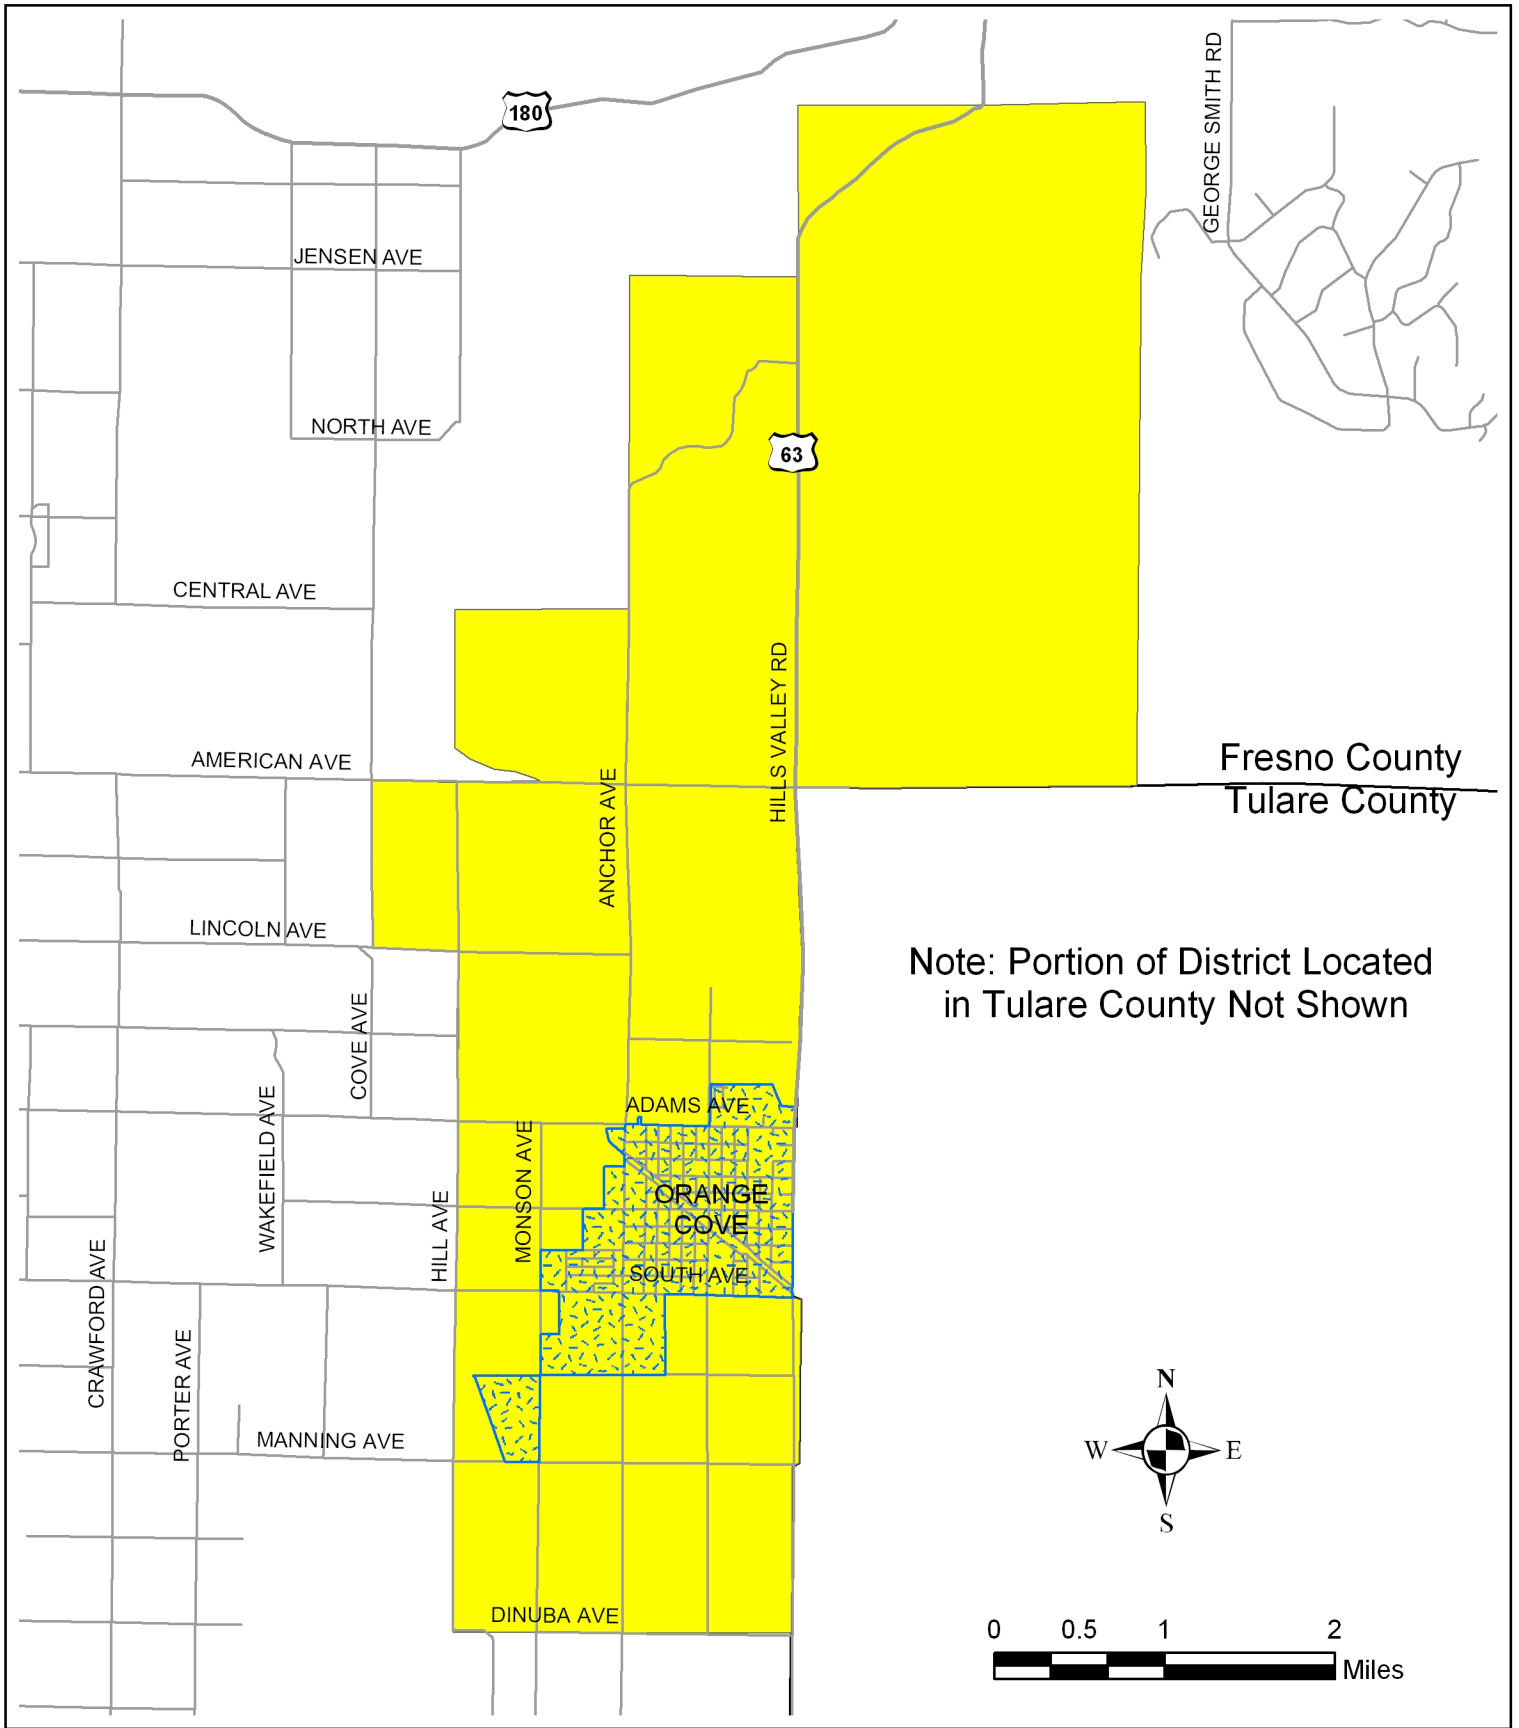 GEORGE SMITH RD
180
JENSEN AVE
NORTH AVE
63
CENTRAL AVE
HILLS VALLEY RD
AMERICAN AVE
Fresno County
Tulare County
ANCHOR AVE
LINCOLN AVE
Note: Portion of District Located
in Tulare County Not Shown
COVE AVE
WAKEFIELD AVE
ADAMS AVE
MONSON AVE
ORANGE
COVE
HILL AVE
SOUTH AVE
CRAWFORD AVE
PORTER AVE
MANNING AVE
N
W
E
S
DINUBA AVE
0 0.5 1 2
Miles